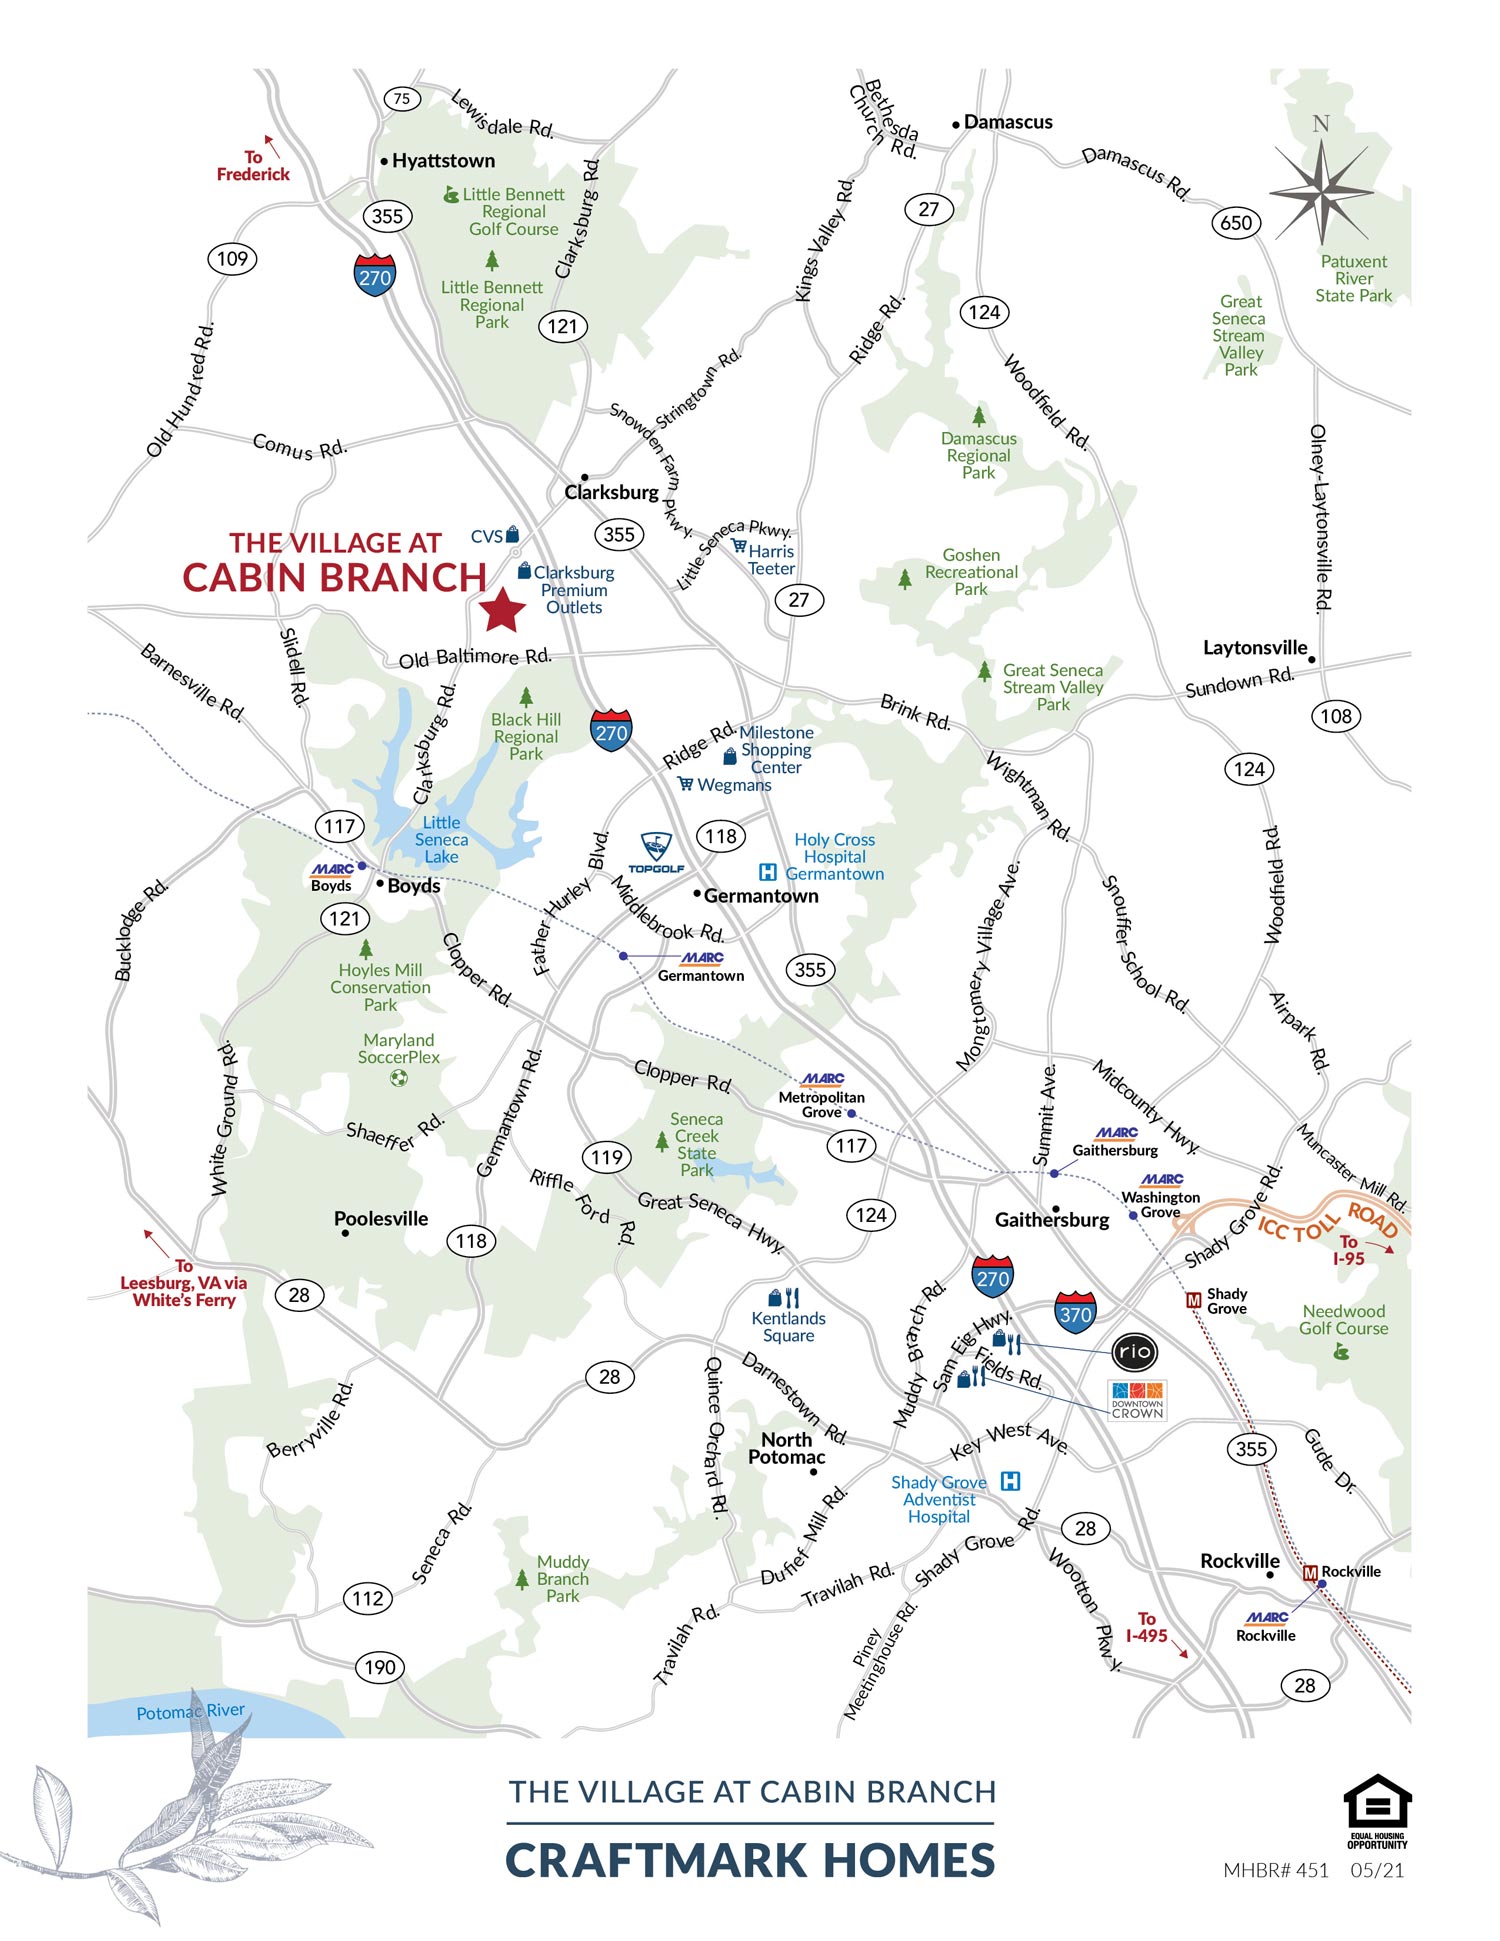 75
Lewisdale Rd.
Bethesda
Church Rd.
Damascus
N
To
Frederick
Hyattstown
Damascus Rd.
Little Bennett
Regional
Golf Course
Clarksburg Rd.
Kings Valley Rd.
27
650
355
109
270
Little Bennett
Regional
Park
Patuxent
River
State Park
Great
Seneca
Stream
Valley
Park
121
124
Ridge Rd.
Old Hundred Rd.
Stringtown Rd.
Woodfield Rd.
Comus Rd.
Snowden Farm Pkwy.
Damascus
Regional
Park
Olney-Laytonsville Rd.
Clarksburg
THE VILLAGE AT
CABIN BRANCH
CVS
355
Little Seneca Pkwy.
Harris
Teeter
Clarksburg
Premium
Outlets
Goshen
Recreational
Park
27
Barnesville Rd.
Slidell Rd.
Old Baltimore Rd.
Laytonsville
Great Seneca
Stream Valley
Park
Sundown Rd.
Clarksburg Rd.
Black Hill
Regional
Park
270
Brink Rd.
108
Ridge Rd.
Milestone
Shopping
Center
Wegmans
Wightman Rd.
124
117
Little
Seneca
Lake
TOPGOLF
118
Holy Cross
Hospital
Germantown
MARC
Boyds
Boyds
Father Hurley Blvd.
Middlebrook Rd.
Germantown
Woodfield Rd.
Bucklodge Rd.
121
Clopper Rd.
MARC
Germantown
355
Mongtomery Village Ave.
Snouffer School Rd.
Hoyles Mill
Conservation
Park
Airpark Rd.
Maryland
SoccerPlex
White Ground Rd.
Clopper Rd.
MARC
Metropolitan
Grove
Midcounty Hwy.
Summit Ave.
Shaeffer Rd.
Germantown Rd.
Seneca
Creek
State
Park
117
119
MARC
Gaithersburg
Muncaster Mill Rd.
Riffle Ford Rd.
Great Seneca Hwy.
124
MARC
Washington
Grove
Gaithersburg
Shady Grove Rd.
ICC TOLL ROAD
To
I-95
Poolesville
118
To
Leesburg, VA via
White's Ferry
28
270
370
M
Shady
Grove
Kentlands
Square
Needwood
Golf Course
Muddy Branch Rd.
Sam Eig Hwy.
Fields Rd.
rio
DOWNTOWN
CROWN
28
Quince Orchard Rd.
Darnestown Rd.
Berryville Rd.
North
Potomac
Key West Ave.
355
Gude Dr.
Shady Grove
Adventist
Hospital
H
H
Seneca Rd.
Dufief Mill Rd.
28
Muddy
Branch
Park
Travilah Rd.
Shady Grove Rd.
Wootton Pkwy.
Rockville
M
Rockville
112
Travilah Rd.
Piney
Meetinghouse Rd.
To
I-495
MARC
Rockville
190
28
Potomac River
THE VILLAGE AT CABIN BRANCH
CRAFTMARK HOMES
EQUAL HOUSING
OPPORTUNITY
MHBR# 451 05/21